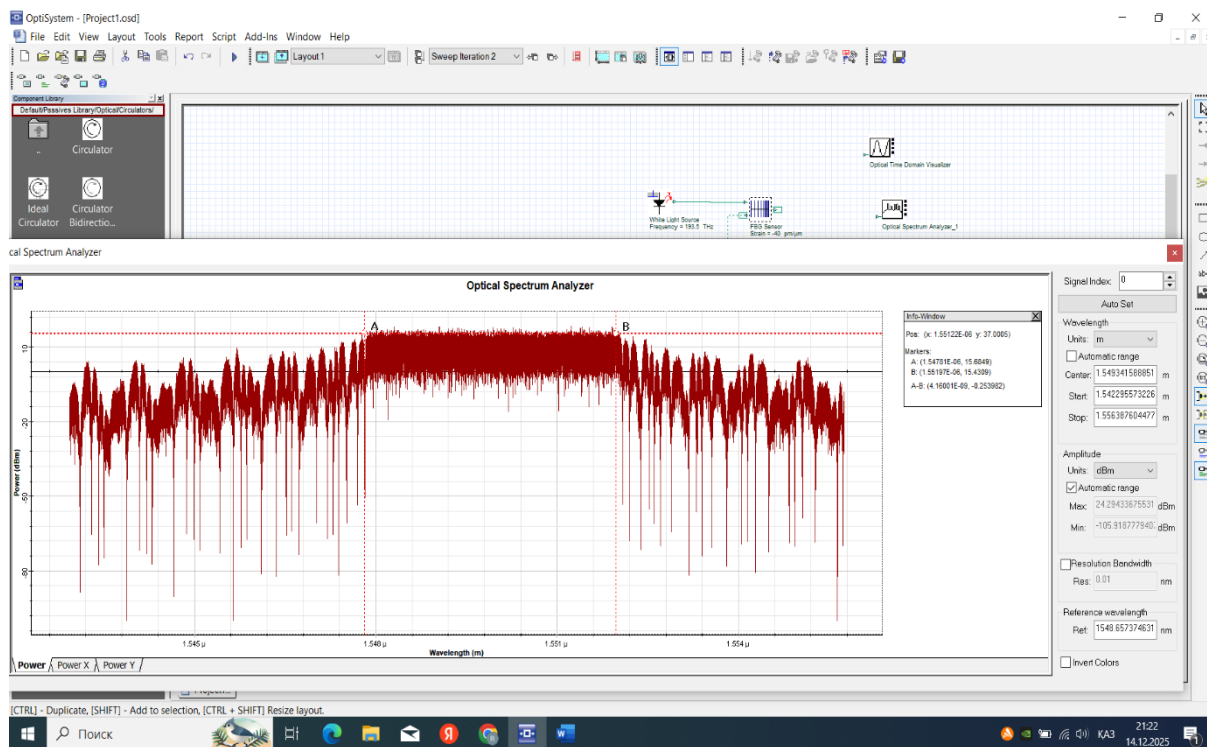 OptiSystem - [Project1.osd]
File Edit View Layout Tools Report Script Add-Ins Window Help
Layout 1
Sweep Iteration 2
Component Library
Default/Passives Library/Optical/Circulators/
..
Circulator
Ideal Circulator
Circulator Bidirectio...
Optical Time Domain Visualizer
White Light Source
Frequency = 193.5 THz
FBG Sensor
Strain = -40 pm/µm
Optical Spectrum Analyzer_1
cal Spectrum Analyzer
Optical Spectrum Analyzer
A
B
Power (dBm)
10
-20
-50
-80
1.545 µ
1.548 µ
1.551 µ
1.554 µ
Wavelength (m)
Power Power X Power Y
Info-Window
Pos: (x: 1.55122E-06 y: 37.0085)
Markers:
A: (1.54781E-06, 15.6849)
B: (1.55197E-06, 15.4309)
A-B: (4.16001E-09, -0.253982)
Signal Index: 0
Auto Set
Wavelength
Units: m
Automatic range
Center: 1.549341588851 m
Start: 1.542295573226 m
Stop: 1.556387604477 m
Amplitude
Units: dBm
Automatic range
Max: 24.29433675531 dBm
Min: dBm
Resolution Bandwidth
Res: 0.01 nm
Reference wavelength
Ref: 1548.657374631 nm
Invert Colors
[CTRL] - Duplicate, [SHIFT] - Add to selection, [CTRL + SHIFT] Resize layout.
Поиск
ҚАЗ
21:22
14.12.2025